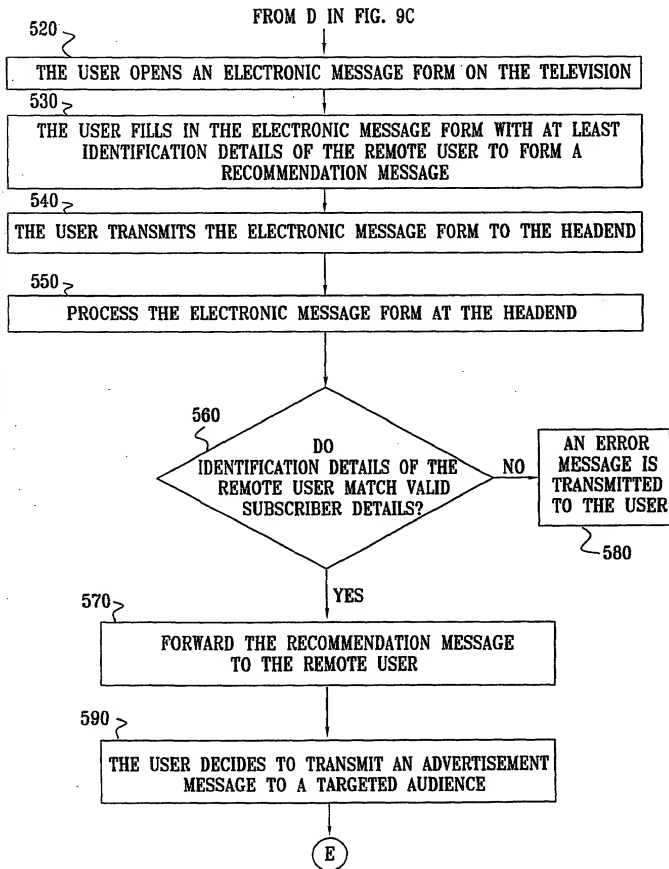 FROM D IN FIG. 9C
520
THE USER OPENS AN ELECTRONIC MESSAGE FORM ON THE TELEVISION
530
THE USER FILLS IN THE ELECTRONIC MESSAGE FORM WITH AT LEAST
IDENTIFICATION DETAILS OF THE REMOTE USER TO FORM A
RECOMMENDATION MESSAGE
540
THE USER TRANSMITS THE ELECTRONIC MESSAGE FORM TO THE HEADEND
550
PROCESS THE ELECTRONIC MESSAGE FORM AT THE HEADEND
560
DO
IDENTIFICATION DETAILS OF THE
REMOTE USER MATCH VALID
SUBSCRIBER DETAILS?
NO
AN ERROR
MESSAGE IS
TRANSMITTED
TO THE USER
580
YES
570
FORWARD THE RECOMMENDATION MESSAGE
TO THE REMOTE USER
590
THE USER DECIDES TO TRANSMIT AN ADVERTISEMENT
MESSAGE TO A TARGETED AUDIENCE
E